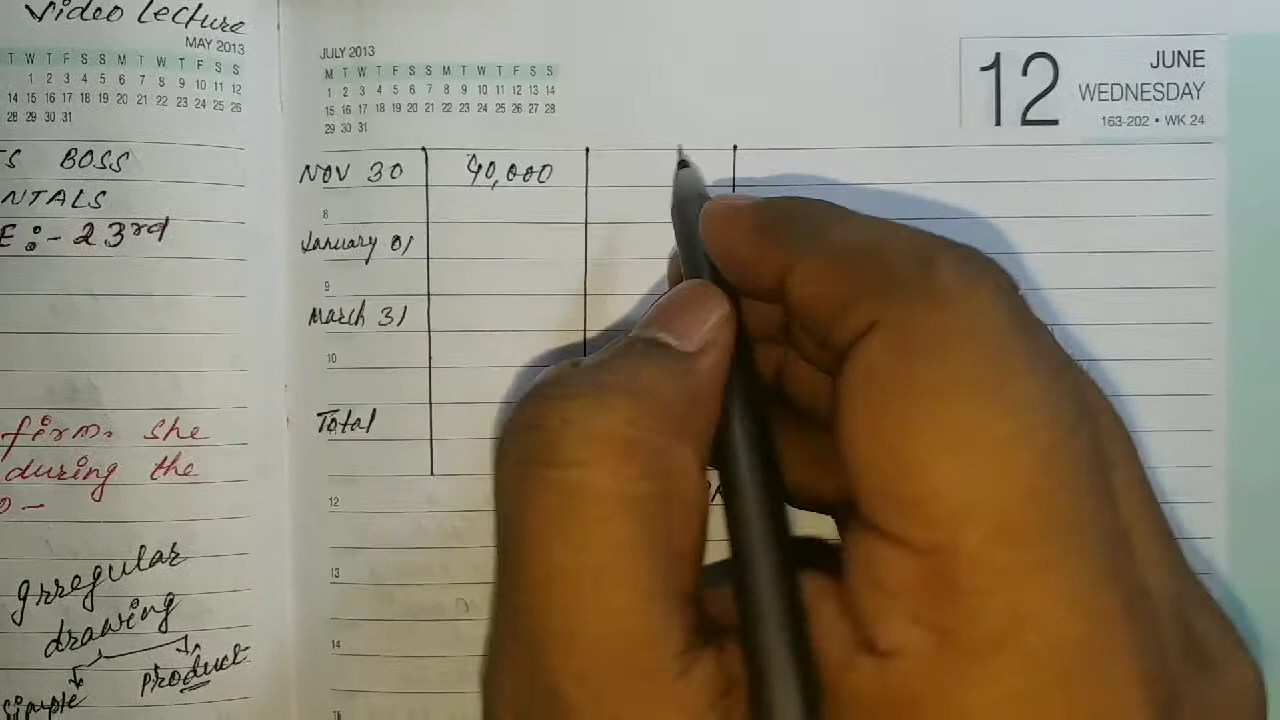 Video Lecture
MAY 2013
T W T F S S M T W T F S S
1 2 3 4 5 6 7 8 9 10 11 12
14 15 16 17 18 19 20 21 22 23 24 25 26
28 29 30 31
S BOSS
NTALS
E :- 23rd
firm. She
during the
Irregular
drawing
Simple Product
JULY 2013
M T W T F S S M T W T F S S
1 2 3 4 5 6 7 8 9 10 11 12 13 14
15 16 17 18 19 20 21 22 23 24 25 26 27 28
29 30 31
12 JUNE
WEDNESDAY
163-202 • WK 24
NOV 30 40,000
8
January 01
9
March 31
10
Total
12
13
14
15